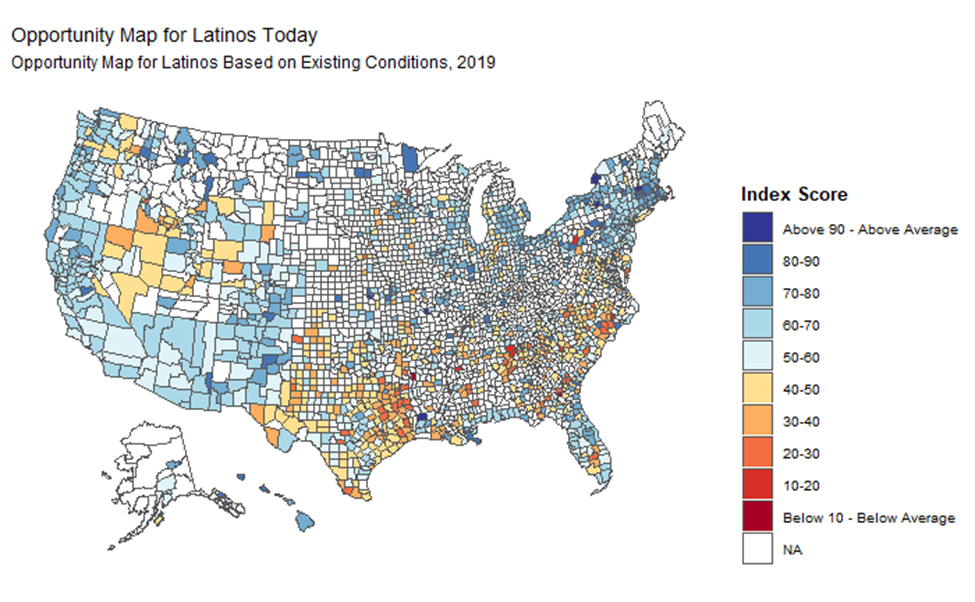 Opportunity Map for Latinos Today
Opportunity Map for Latinos Based on Existing Conditions, 2019
Index Score
Above 90 - Above Average
80-90
70-80
60-70
50-60
40-50
30-40
20-30
10-20
Below 10 - Below Average
NA